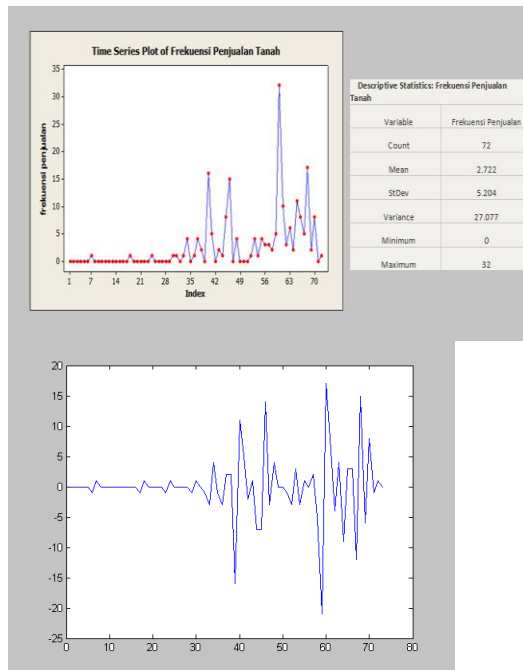 Time Series Plot of Frekuensi Penjualan Tanah
35
30
25
20
15
10
5
0
frekuensi penjualan
1 7 14 21 28 35 42 49 56 63 70
Index
Descriptive Statistics: Frekuensi Penjualan
Tanah
Variable Frekuensi Penjualan
Count 72
Mean 2.722
StDev 5.204
Variance 27.077
Minimum 0
Maximum 32
20
15
10
5
0
-5
-10
-15
-20
-25
0 10 20 30 40 50 60 70 80